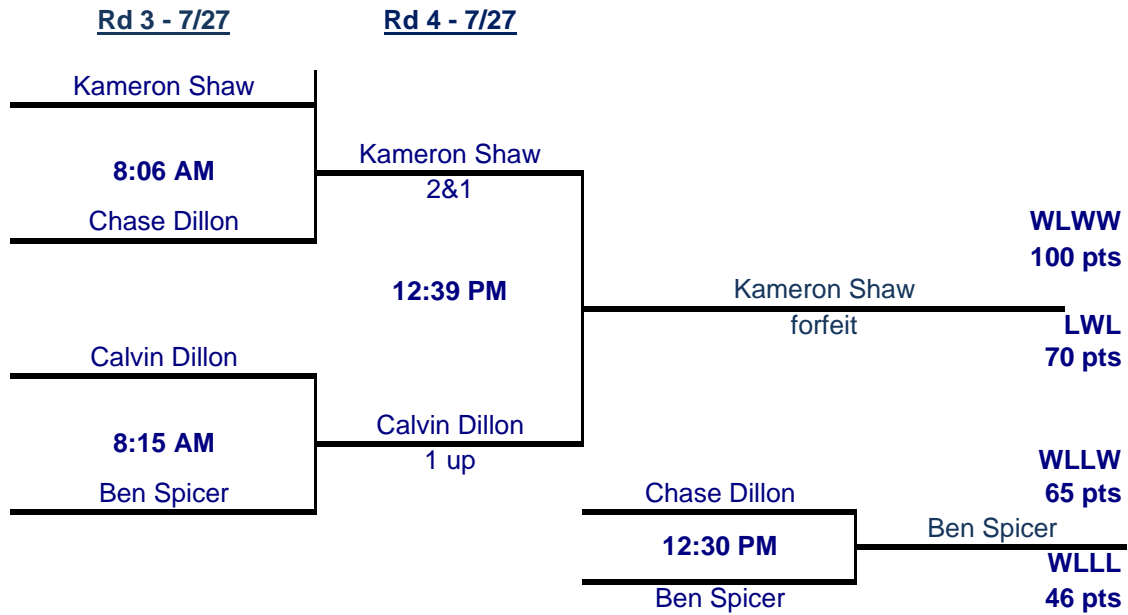 Rd 3 - 7/27 Rd 4 - 7/27
Kameron Shaw
8:06 AM
Kameron Shaw
2&1
Chase Dillon
WLWW
100 pts
12:39 PM
Kameron Shaw
forfeit
LWL
70 pts
Calvin Dillon
8:15 AM
Calvin Dillon
1 up
Ben Spicer
WLLW
65 pts
Chase Dillon
12:30 PM
Ben Spicer
Ben Spicer
WLLL
46 pts